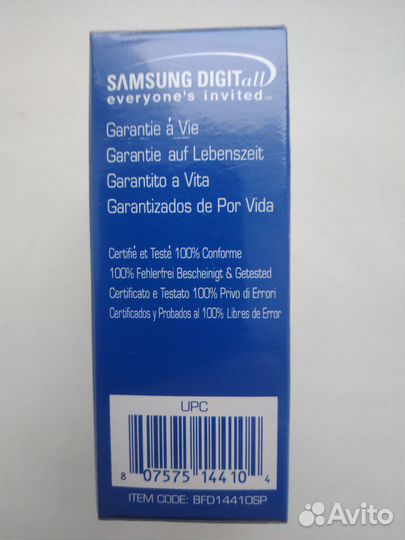 SAMSUNG DIGITall
everyone's invited™
Garantie á Vie
Garantie auf Lebenszeit
Garantito a Vita
Garantizados de Por Vida
Certifié et Testé 100% Conforme
100% Fehlerfrei Bescheinigt & Getested
Certificato e Testato 100% Privo di Errori
Certificados y Probados al 100% Libres de Error
UPC
8 07575 14410 4
ITEM CODE: BFD14410SP
Avito